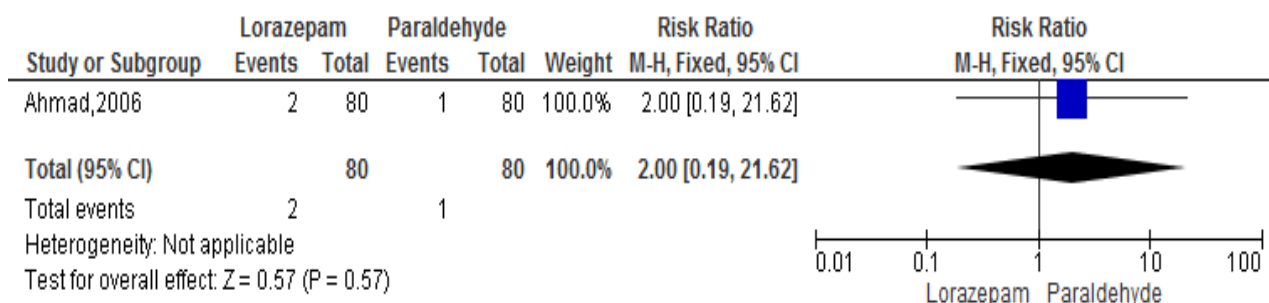 Lorazepam Paraldehyde Risk Ratio Risk Ratio
Study or Subgroup Events Total Events Total Weight M-H, Fixed, 95% CI M-H, Fixed, 95% CI
Ahmad,2006 2 80 1 80 100.0% 2.00 [0.19, 21.62]
Total (95% CI) 80 80 100.0% 2.00 [0.19, 21.62]
Total events 2 1
Heterogeneity: Not applicable
Test for overall effect: Z = 0.57 (P = 0.57)
0.01 0.1 1 10 100
Lorazepam Paraldehyde